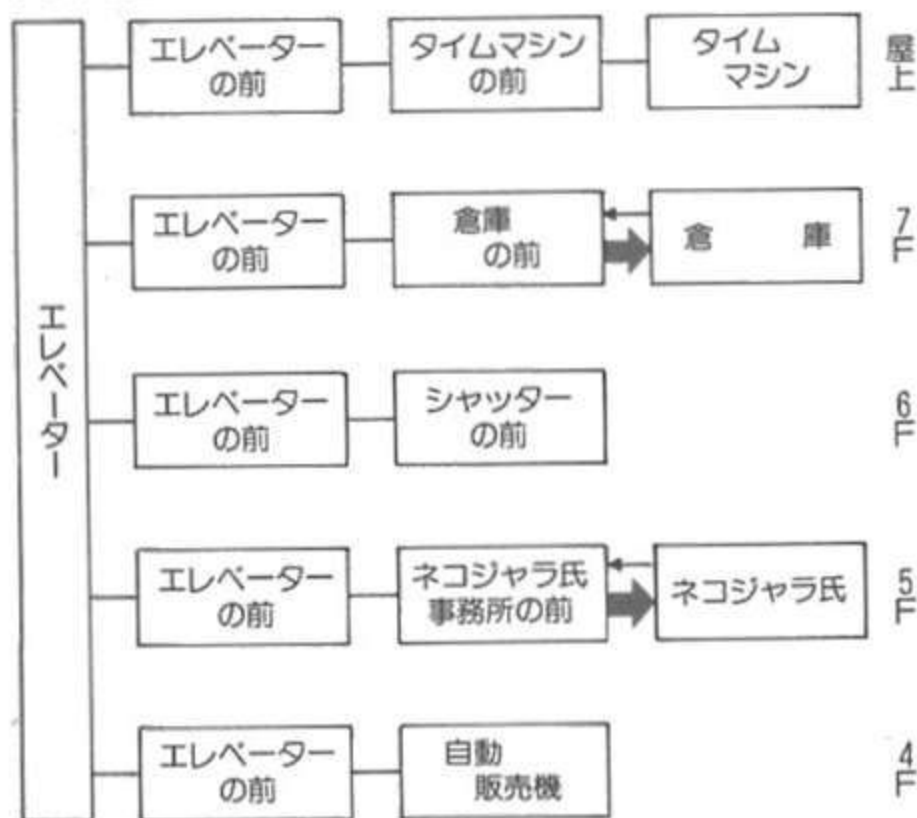 エレベーター
エレベーター
の前
タイムマシン
の前
タイム
マシン
屋上
エレベーター
の前
倉庫
の前
倉 庫
7F
エレベーター
の前
シャッター
の前
6F
エレベーター
の前
ネコジャラ氏
事務所の前
ネコジャラ氏
5F
エレベーター
の前
自動
販売機
4F